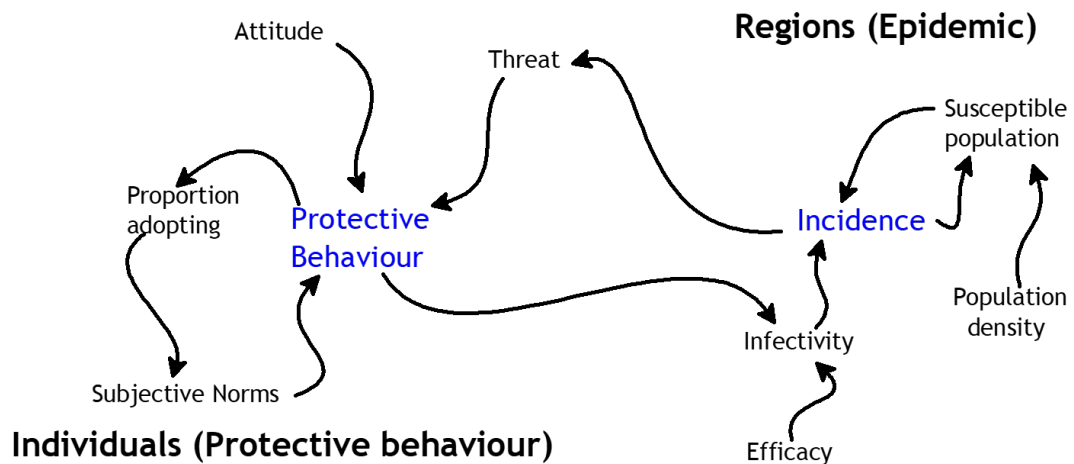 Regions (Epidemic)
Attitude
Threat
Susceptible
population
Proportion
adopting
Protective
Behaviour
Incidence
Population
density
Infectivity
Subjective Norms
Individuals (Protective behaviour)
Efficacy